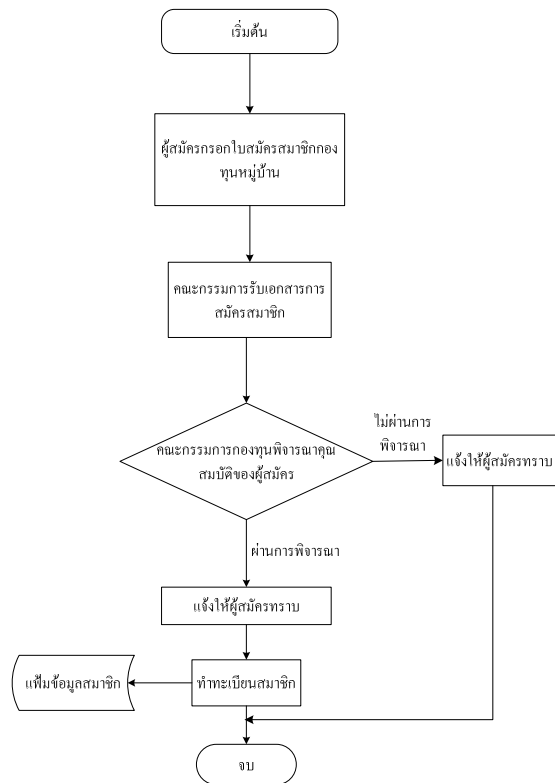 เริ่มต้น
ผู้สมัครกรอกใบสมัครสมาชิกกอง
ทุนหมู่บ้าน
คณะกรรมการรับเอกสารการ
สมัครสมาชิก
ไม่ผ่านการ
พิจารณา
คณะกรรมการกองทุนพิจารณาคุณ
สมบัติของผู้สมัคร
แจ้งให้ผู้สมัครทราบ
ผ่านการพิจารณา
แจ้งให้ผู้สมัครทราบ
แฟ้มข้อมูลสมาชิก
ทำทะเบียนสมาชิก
จบ